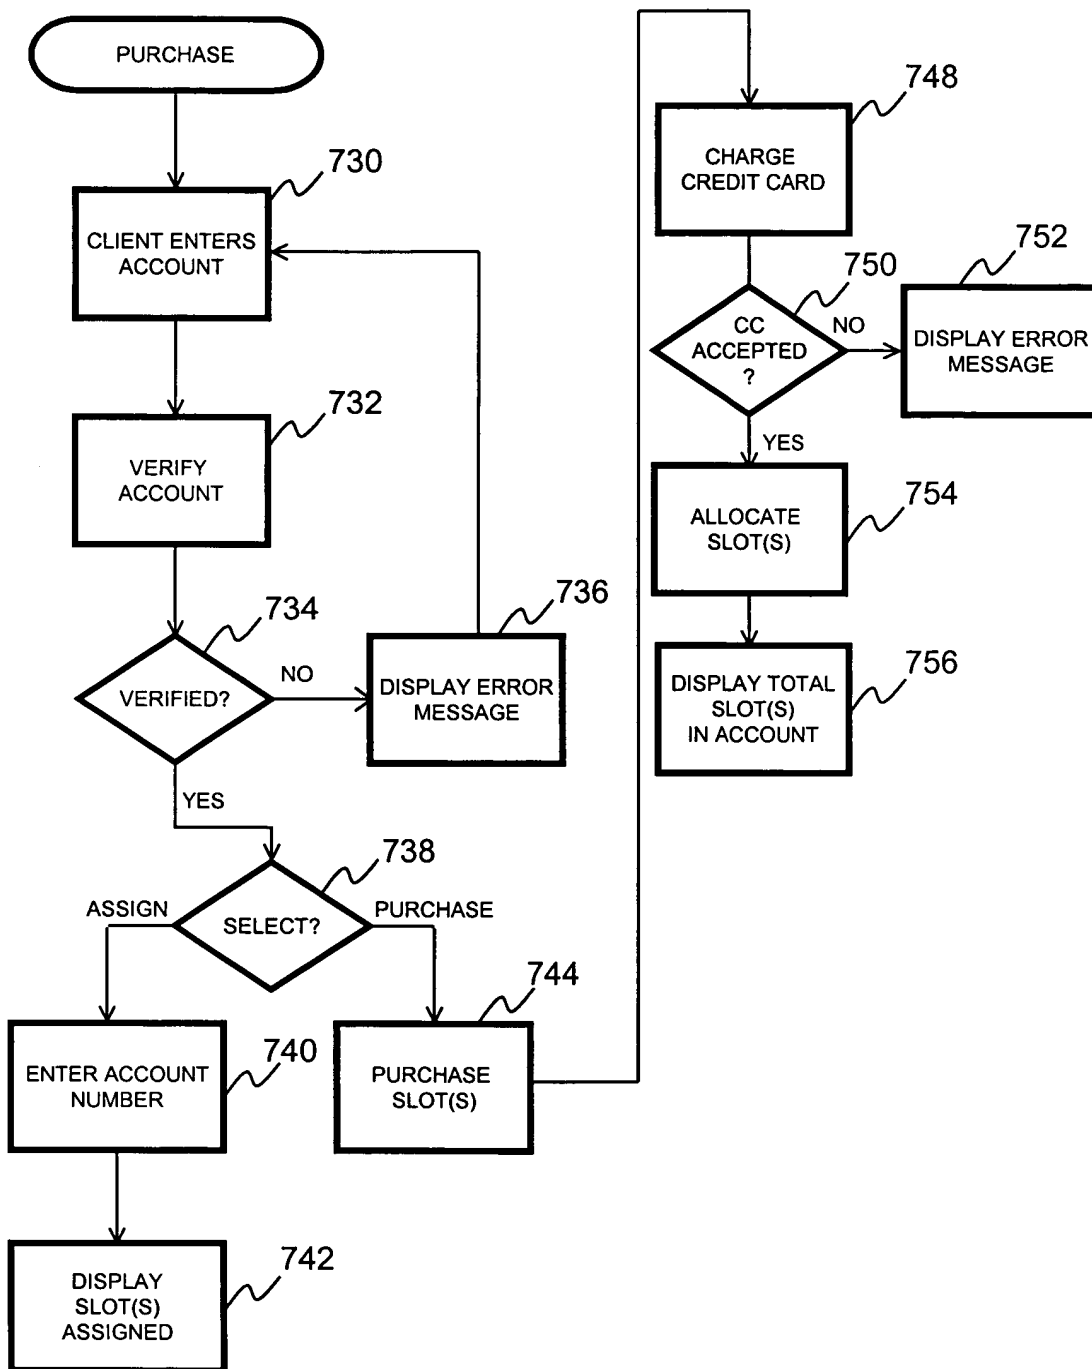 PURCHASE
730
CLIENT ENTERS
ACCOUNT
732
VERIFY
ACCOUNT
734
VERIFIED?
NO
736
DISPLAY ERROR
MESSAGE
YES
738
SELECT?
ASSIGN
PURCHASE
740
ENTER ACCOUNT
NUMBER
742
DISPLAY
SLOT(S)
ASSIGNED
744
PURCHASE
SLOT(S)
748
CHARGE
CREDIT CARD
750
CC
ACCEPTED
?
NO
752
DISPLAY ERROR
MESSAGE
YES
754
ALLOCATE
SLOT(S)
756
DISPLAY TOTAL
SLOT(S)
IN ACCOUNT